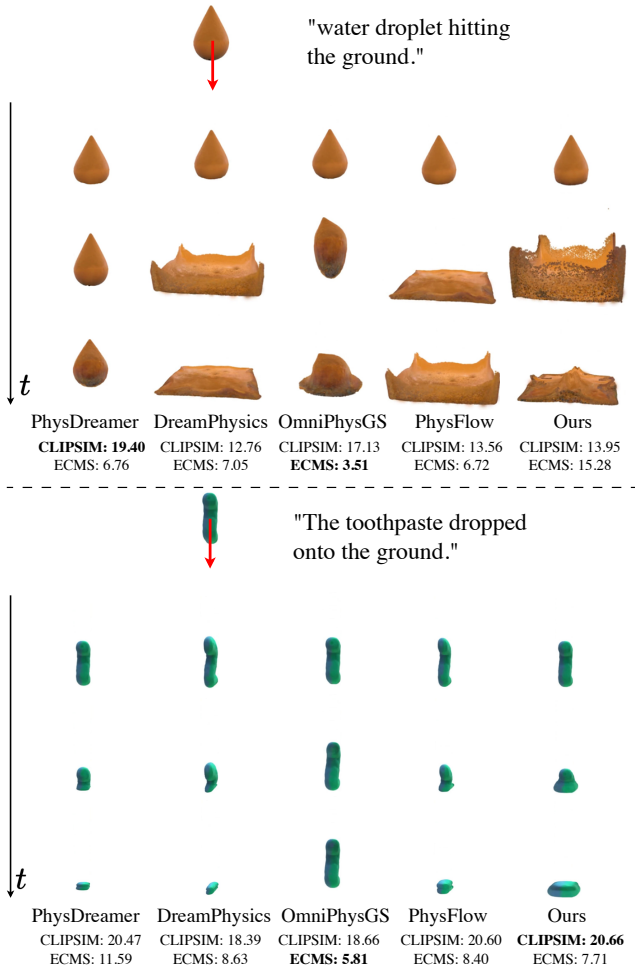 "water droplet hitting
the ground."
t
PhysDreamer DreamPhysics OmniPhysGS PhysFlow Ours
CLIPSIM: 19.40 CLIPSIM: 12.76 CLIPSIM: 17.13 CLIPSIM: 13.56 CLIPSIM: 13.95
ECMS: 6.76 ECMS: 7.05 ECMS: 3.51 ECMS: 6.72 ECMS: 15.28
"The toothpaste dropped
onto the ground."
t
PhysDreamer DreamPhysics OmniPhysGS PhysFlow Ours
CLIPSIM: 20.47 CLIPSIM: 18.39 CLIPSIM: 18.66 CLIPSIM: 20.60 CLIPSIM: 20.66
ECMS: 11.59 ECMS: 8.63 ECMS: 5.81 ECMS: 8.40 ECMS: 7.71